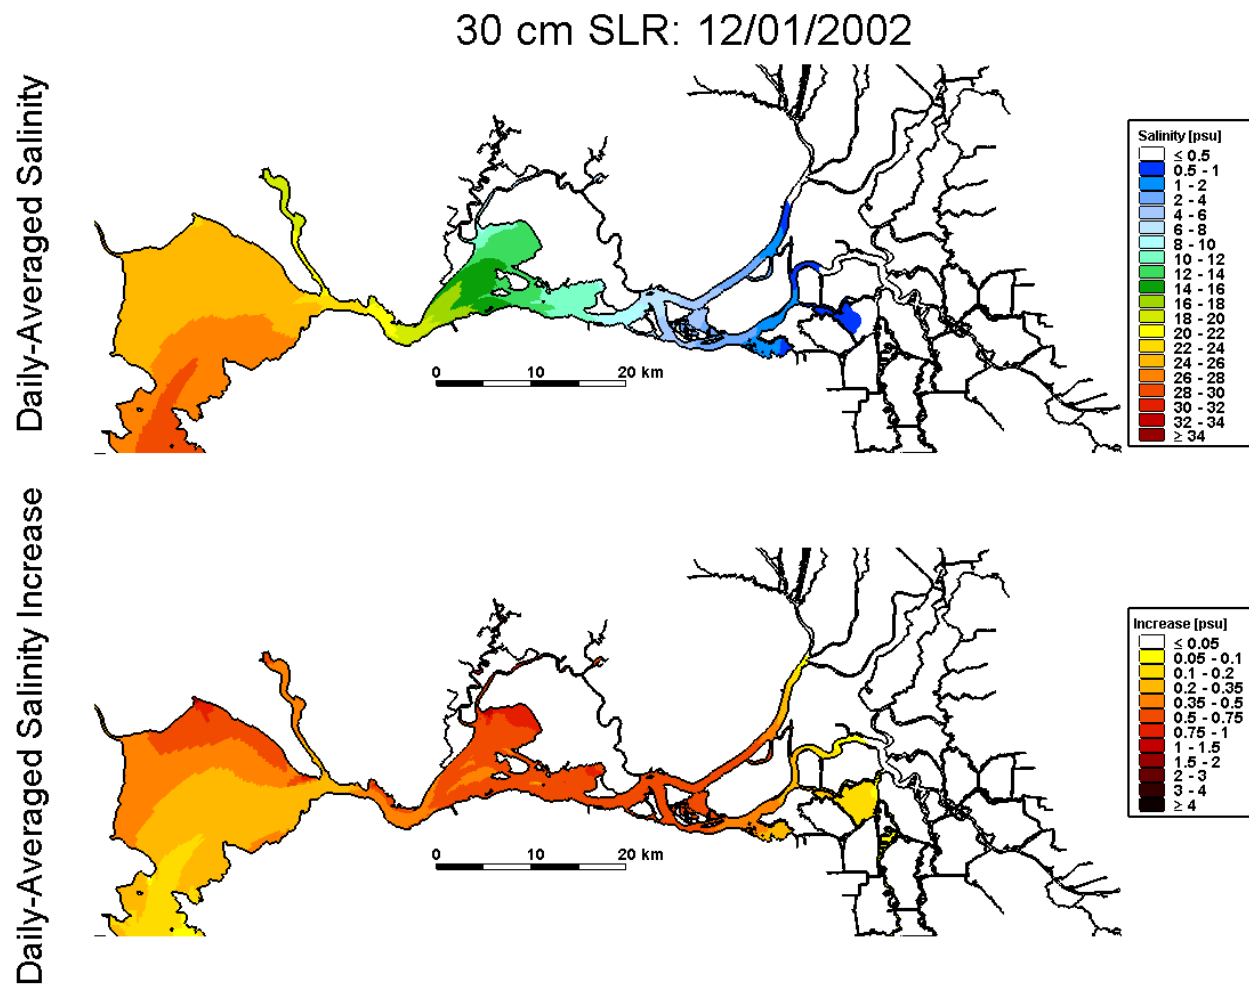 30 cm SLR: 12/01/2002
Daily-Averaged Salinity
Salinity [psu]
≤ 0.5
0.5 - 1
1 - 2
2 - 4
4 - 6
6 - 8
8 - 10
10 - 12
12 - 14
14 - 16
16 - 18
18 - 20
20 - 22
22 - 24
24 - 26
26 - 28
28 - 30
30 - 32
32 - 34
≥ 34
0 10 20 km
Daily-Averaged Salinity Increase
Increase [psu]
≤ 0.05
0.05 - 0.1
0.1 - 0.2
0.2 - 0.35
0.35 - 0.5
0.5 - 0.75
0.75 - 1
1 - 1.5
1.5 - 2
2 - 3
3 - 4
≥ 4
0 10 20 km